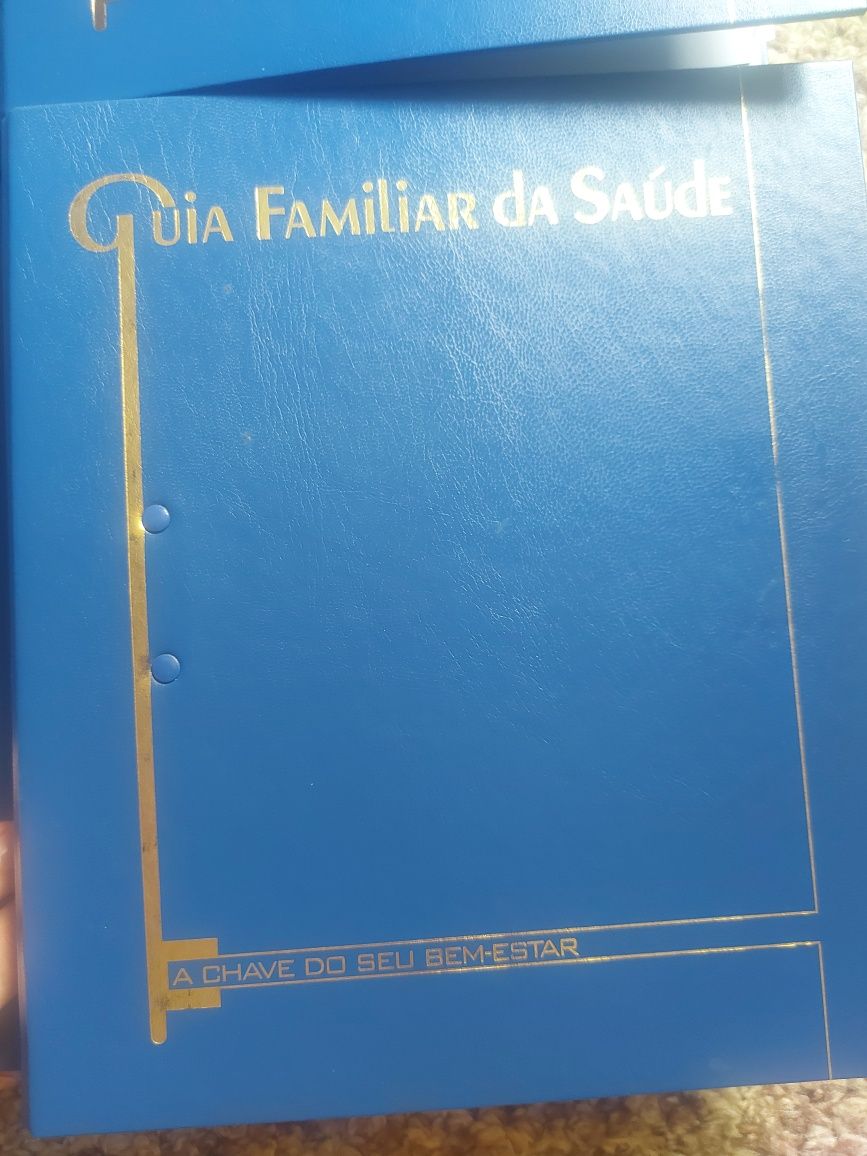 Guia Familiar da Saúde
A CHAVE DO SEU BEM-ESTAR